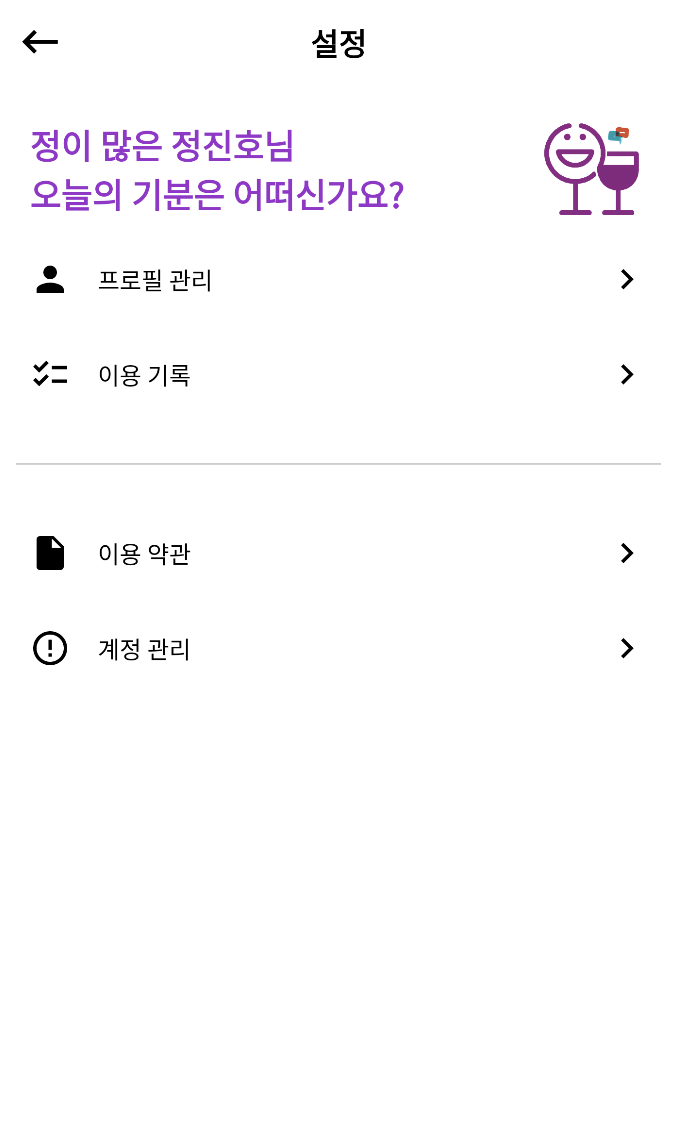 설정
정이 많은 정진호님
오늘의 기분은 어떠신가요?
프로필 관리
이용 기록
이용 약관
계정 관리